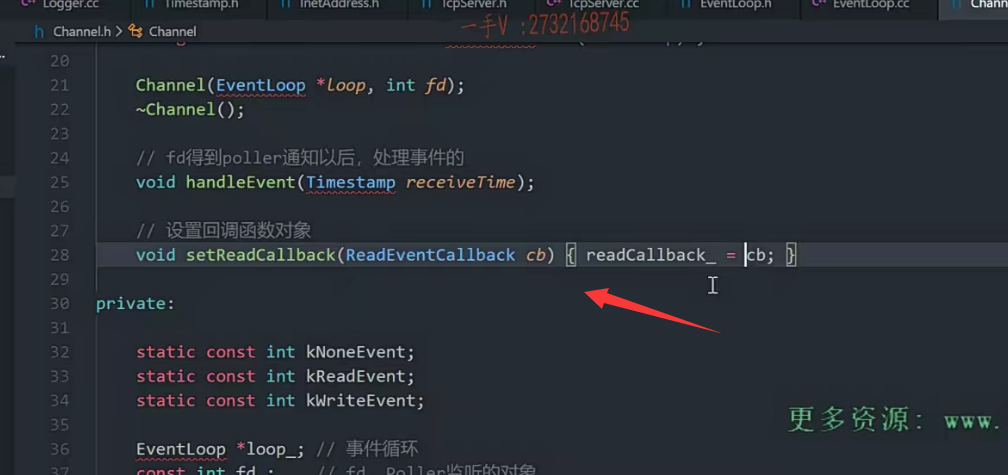 Logger.cc Timestamp.h InetAddress.h TcpServer.h TcpServer.cc EventLoop.h EventLoop.cc Chann
一手V :2732168745
Channel.h > Channel
20
21 Channel(EventLoop *loop, int fd);
22 ~Channel();
23
24 // fd得到poller通知以后，处理事件的
25 void handleEvent(Timestamp receiveTime);
26
27 // 设置回调函数对象
28 void setReadCallback(ReadEventCallback cb) { readCallback_ = cb; }
29
30 private:
31
32 static const int kNoneEvent;
33 static const int kReadEvent;
34 static const int kWriteEvent;
35
更多资源: www.
36 EventLoop *loop_; // 事件循环
37 const int fd_; // fd, Poller监听的对象